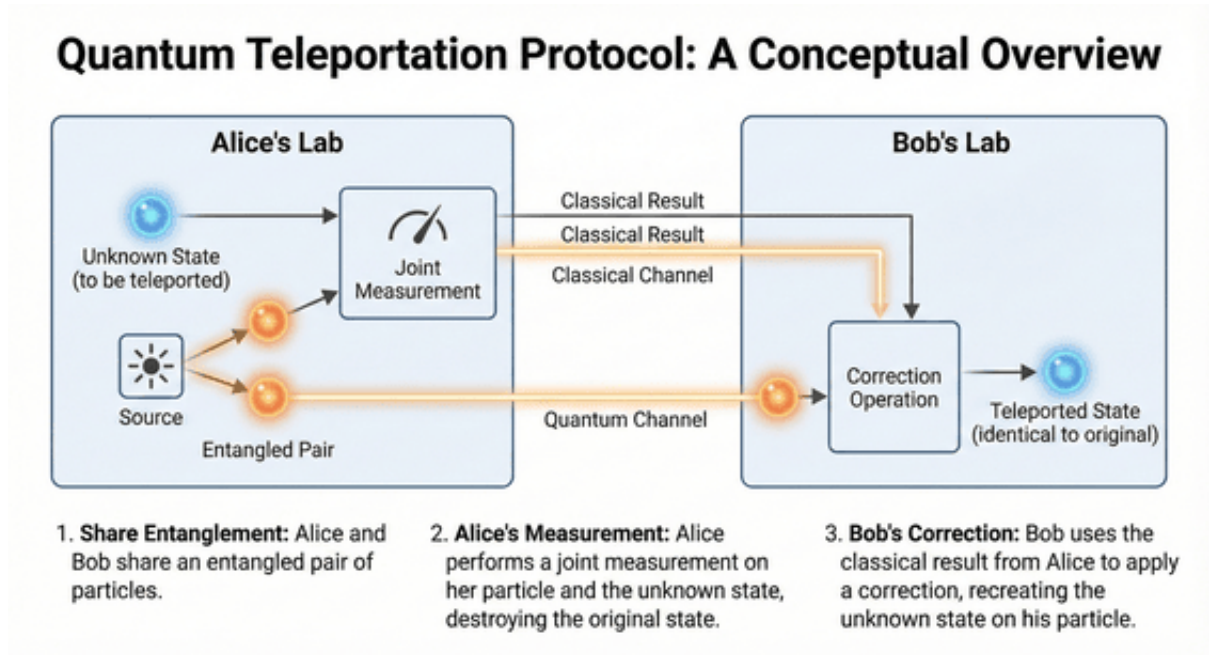 Quantum Teleportation Protocol: A Conceptual Overview
Alice's Lab
Bob's Lab
Unknown State
(to be teleported)
Joint
Measurement
Classical Result
Classical Result
Classical Channel
Source
Entangled Pair
Quantum Channel
Correction
Operation
Teleported State
(identical to original)
1. Share Entanglement: Alice and
Bob share an entangled pair of
particles.
2. Alice's Measurement: Alice
performs a joint measurement on
her particle and the unknown state,
destroying the original state.
3. Bob's Correction: Bob uses the
classical result from Alice to apply
a correction, recreating the
unknown state on his particle.